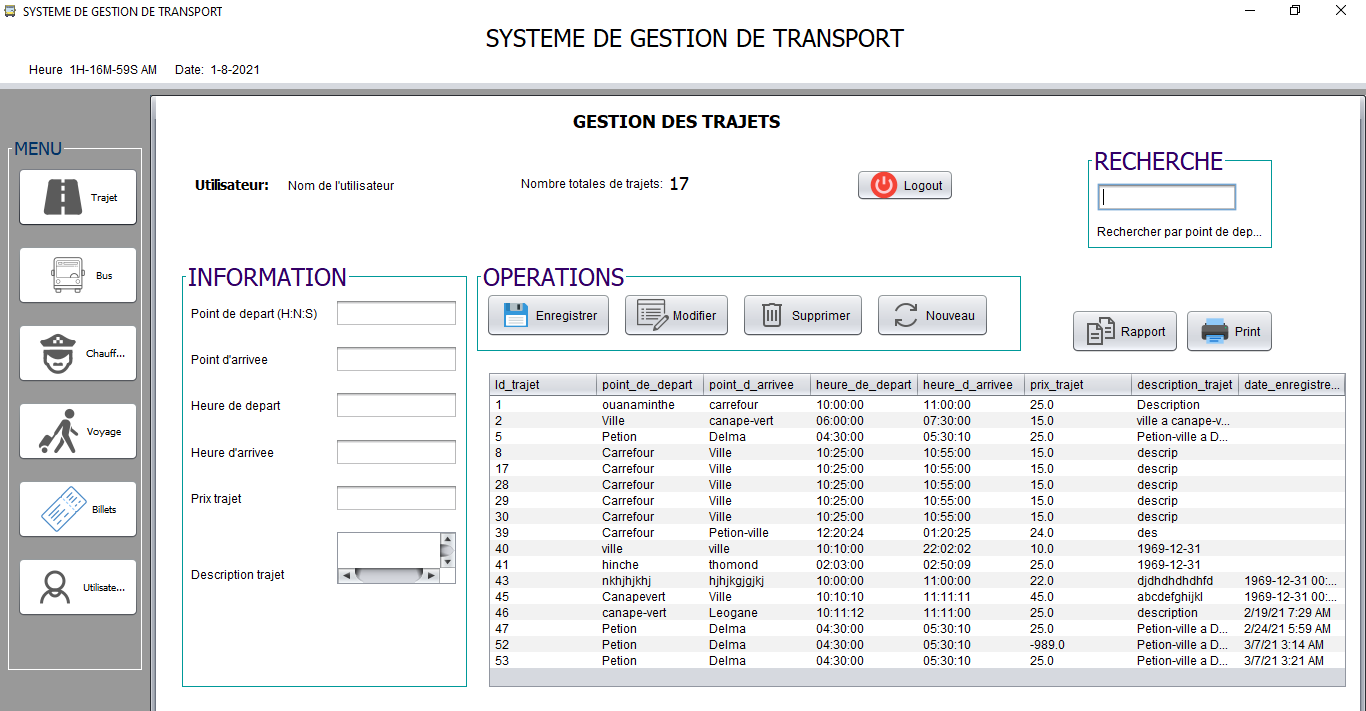 SYSTEME DE GESTION DE TRANSPORT
SYSTEME DE GESTION DE TRANSPORT
Heure 1H-16M-59S AM Date: 1-8-2021
MENU
Trajet
Bus
Chauff...
Voyage
Billets
Utilisate...
GESTION DES TRAJETS
Utilisateur: Nom de l'utilisateur
Nombre totales de trajets: 17
Logout
RECHERCHE
Rechercher par point de dep...
INFORMATION
Point de depart (H:N:S)
Point d'arrivee
Heure de depart
Heure d'arrivee
Prix trajet
Description trajet
OPERATIONS
Enregistrer Modifier Supprimer Nouveau
Rapport Print
Id_trajet point_de_depart point_d_arrivee heure_de_depart heure_d_arrivee prix_trajet description_trajet date_enregistre...
1 ouanaminthe carrefour 10:00:00 11:00:00 25.0 Description
2 Ville canape-vert 06:00:00 07:30:00 15.0 ville a canape-v...
5 Petion Delma 04:30:00 05:30:10 25.0 Petion-ville a D...
8 Carrefour Ville 10:25:00 10:55:00 15.0 descrip
17 Carrefour Ville 10:25:00 10:55:00 15.0 descrip
28 Carrefour Ville 10:25:00 10:55:00 15.0 descrip
29 Carrefour Ville 10:25:00 10:55:00 15.0 descrip
30 Carrefour Ville 10:25:00 10:55:00 15.0 descrip
39 Carrefour Petion-ville 12:20:24 01:20:25 24.0 des
40 ville ville 10:10:00 22:02:02 10.0 1969-12-31
41 hinche thomond 02:03:00 02:50:09 25.0 1969-12-31
43 nkhjhjkhj hjhjkgjgjkj 10:00:00 11:00:00 22.0 djdhdhdhdhfd 1969-12-31 00:...
45 Canapevert Ville 10:10:10 11:11:11 45.0 abcdefghijkl 1969-12-31 00:...
46 canape-vert Leogane 10:11:12 11:11:00 25.0 description 2/19/21 7:29 AM
47 Petion Delma 04:30:00 05:30:10 25.0 Petion-ville a D... 2/24/21 5:59 AM
52 Petion Delma 04:30:00 05:30:10 -989.0 Petion-ville a D... 3/7/21 3:14 AM
53 Petion Delma 04:30:00 05:30:10 25.0 Petion-ville a D... 3/7/21 3:21 AM